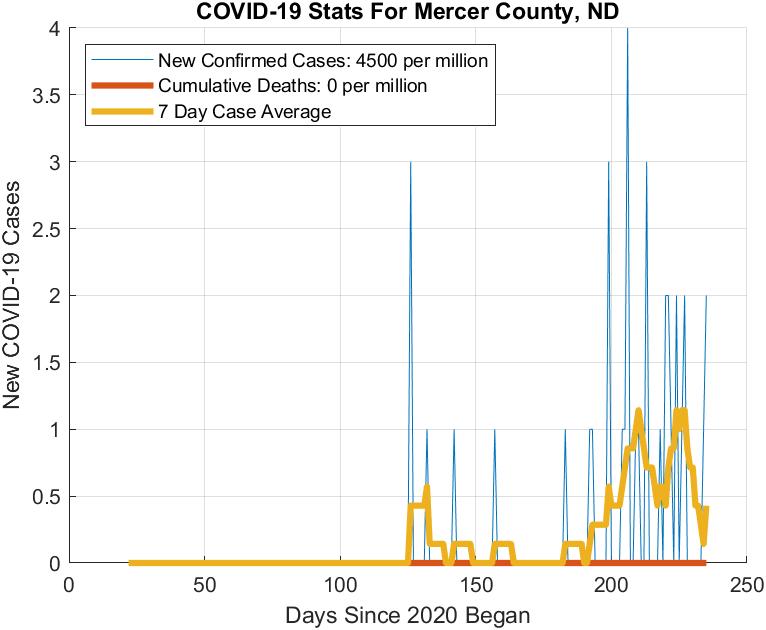 COVID-19 Stats For Mercer County, ND
4
3.5
3
2.5
2
1.5
1
0.5
0
New COVID-19 Cases
New Confirmed Cases: 4500 per million
Cumulative Deaths: 0 per million
7 Day Case Average
0 50 100 150 200 250
Days Since 2020 Began